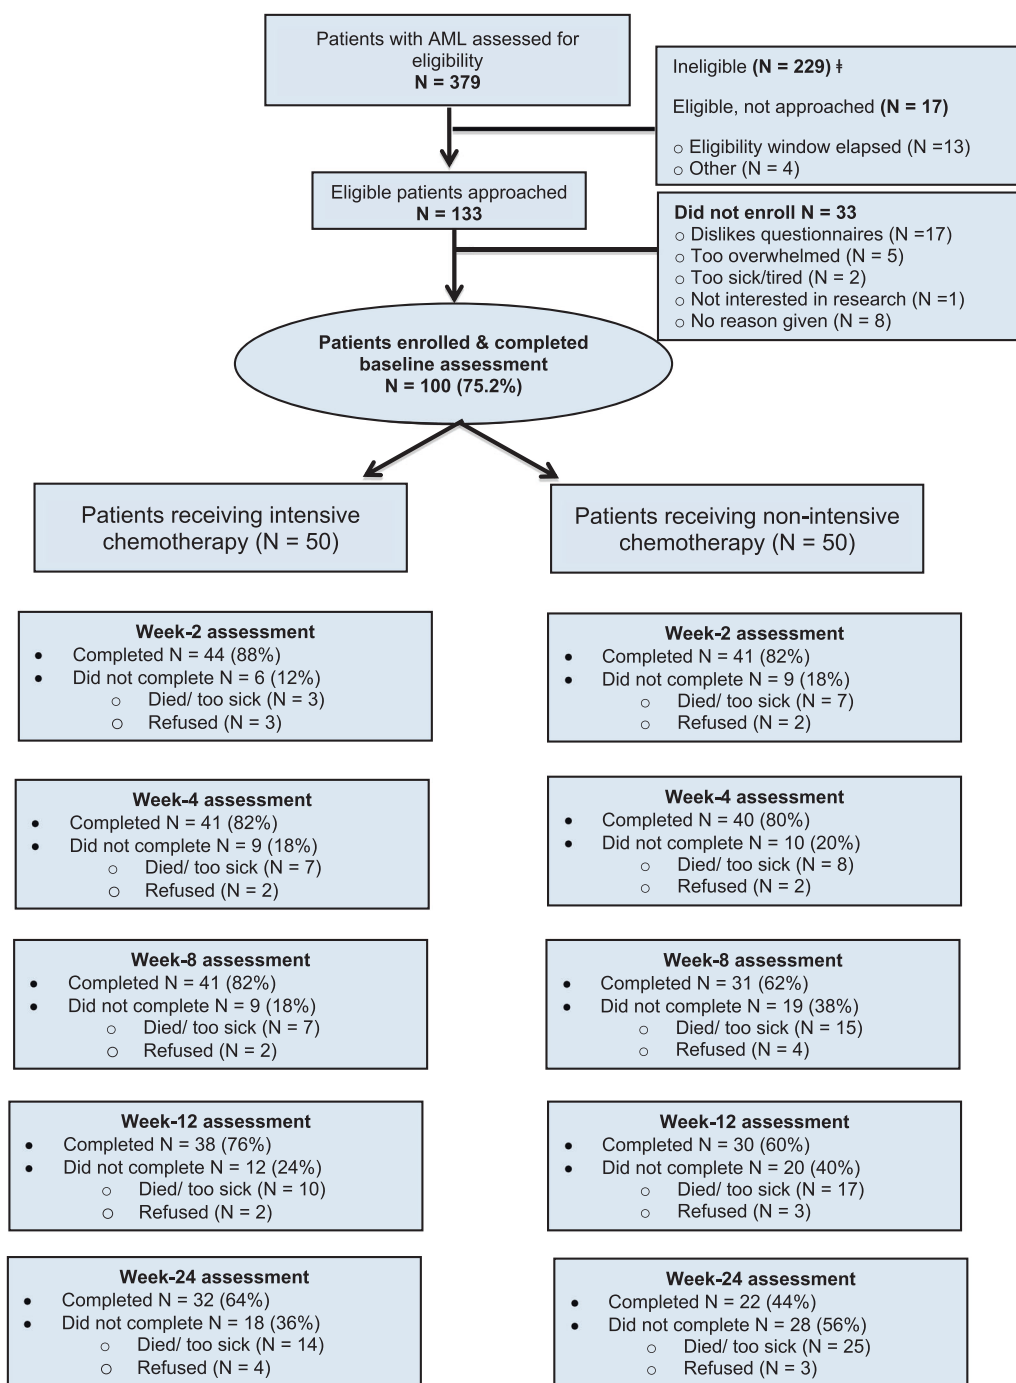 Patients with AML assessed for
eligibility
N = 379
Ineligible (N = 229) ǂ
Eligible, not approached (N = 17)
○ Eligibility window elapsed (N =13)
○ Other (N = 4)
Eligible patients approached
N = 133
Did not enroll N = 33
○ Dislikes questionnaires (N =17)
○ Too overwhelmed (N = 5)
○ Too sick/tired (N = 2)
○ Not interested in research (N =1)
○ No reason given (N = 8)
Patients enrolled & completed
baseline assessment
N = 100 (75.2%)
Patients receiving intensive
chemotherapy (N = 50)
Patients receiving non-intensive
chemotherapy (N = 50)
Week-2 assessment
• Completed N = 44 (88%)
• Did not complete N = 6 (12%)
○ Died/ too sick (N = 3)
○ Refused (N = 3)
Week-2 assessment
• Completed N = 41 (82%)
• Did not complete N = 9 (18%)
○ Died/ too sick (N = 7)
○ Refused (N = 2)
Week-4 assessment
• Completed N = 41 (82%)
• Did not complete N = 9 (18%)
○ Died/ too sick (N = 7)
○ Refused (N = 2)
Week-4 assessment
• Completed N = 40 (80%)
• Did not complete N = 10 (20%)
○ Died/ too sick (N = 8)
○ Refused (N = 2)
Week-8 assessment
• Completed N = 41 (82%)
• Did not complete N = 9 (18%)
○ Died/ too sick (N = 7)
○ Refused (N = 2)
Week-8 assessment
• Completed N = 31 (62%)
• Did not complete N = 19 (38%)
○ Died/ too sick (N = 15)
○ Refused (N = 4)
Week-12 assessment
• Completed N = 38 (76%)
• Did not complete N = 12 (24%)
○ Died/ too sick (N = 10)
○ Refused (N = 2)
Week-12 assessment
• Completed N = 30 (60%)
• Did not complete N = 20 (40%)
○ Died/ too sick (N = 17)
○ Refused (N = 3)
Week-24 assessment
• Completed N = 32 (64%)
• Did not complete N = 18 (36%)
○ Died/ too sick (N = 14)
○ Refused (N = 4)
Week-24 assessment
• Completed N = 22 (44%)
• Did not complete N = 28 (56%)
○ Died/ too sick (N = 25)
○ Refused (N = 3)